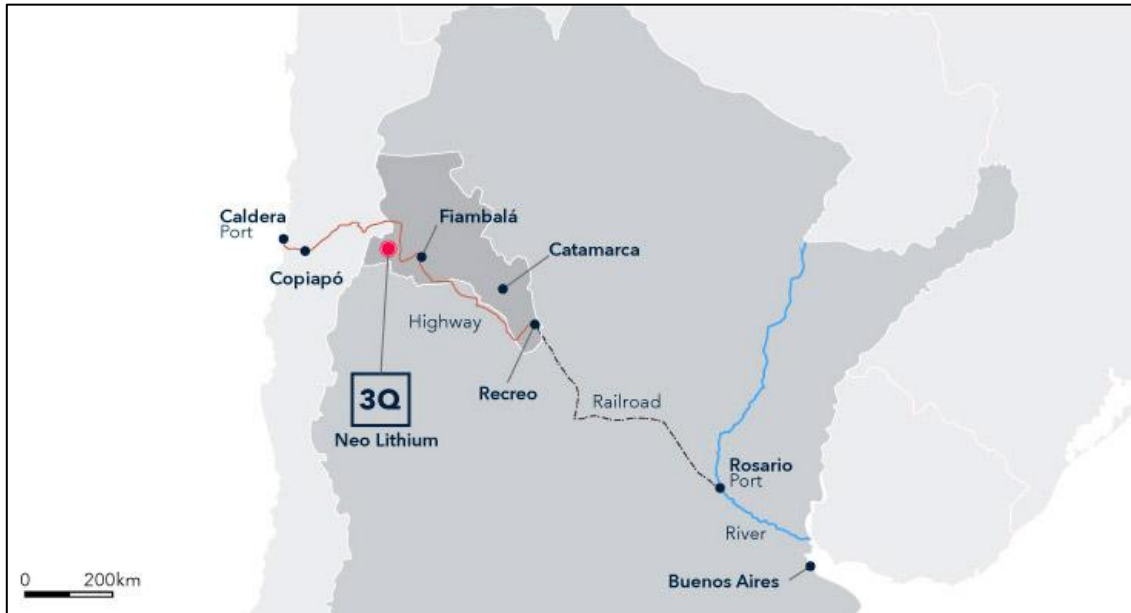 Caldera
Port
Copiapó
Fiambalá
Catamarca
Highway
3Q
Neo Lithium
Recreo
Railroad
Rosario
Port
River
Buenos Aires
0 200km